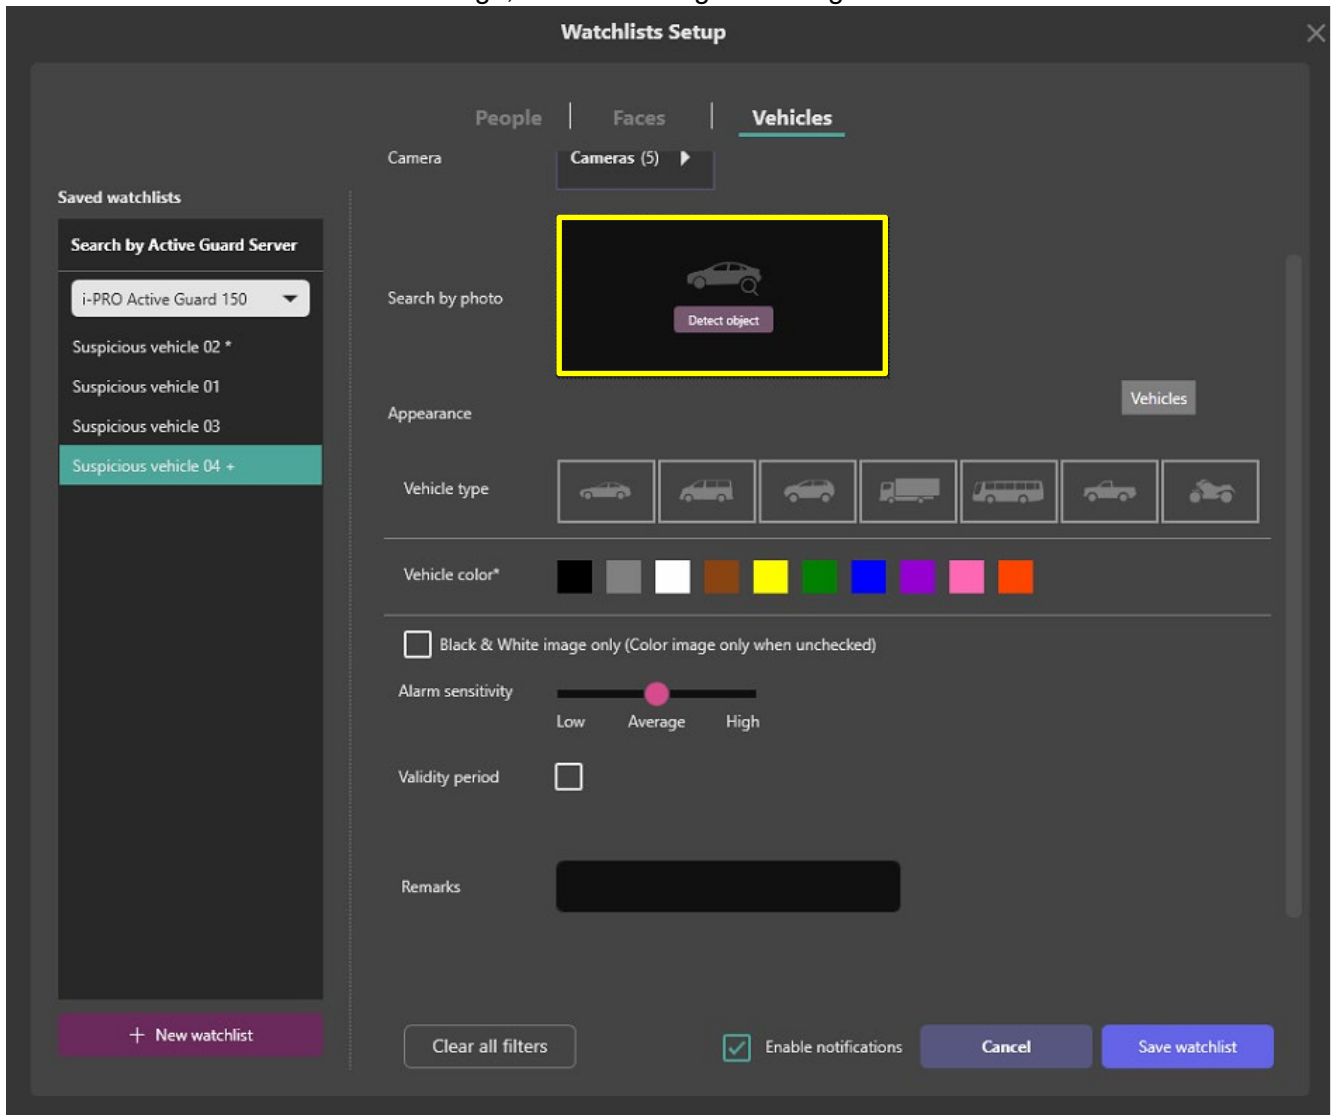 Watchlists Setup
People | Faces | Vehicles
Camera
Cameras (5)
Saved watchlists
Search by Active Guard Server
i-PRO Active Guard 150
Suspicious vehicle 02 *
Suspicious vehicle 01
Suspicious vehicle 03
Suspicious vehicle 04 +
+ New watchlist
Search by photo
Detect object
Appearance
Vehicles
Vehicle type
Vehicle color*
Black & White image only (Color image only when unchecked)
Alarm sensitivity
Low Average High
Validity period
Remarks
Clear all filters
Enable notifications
Cancel
Save watchlist